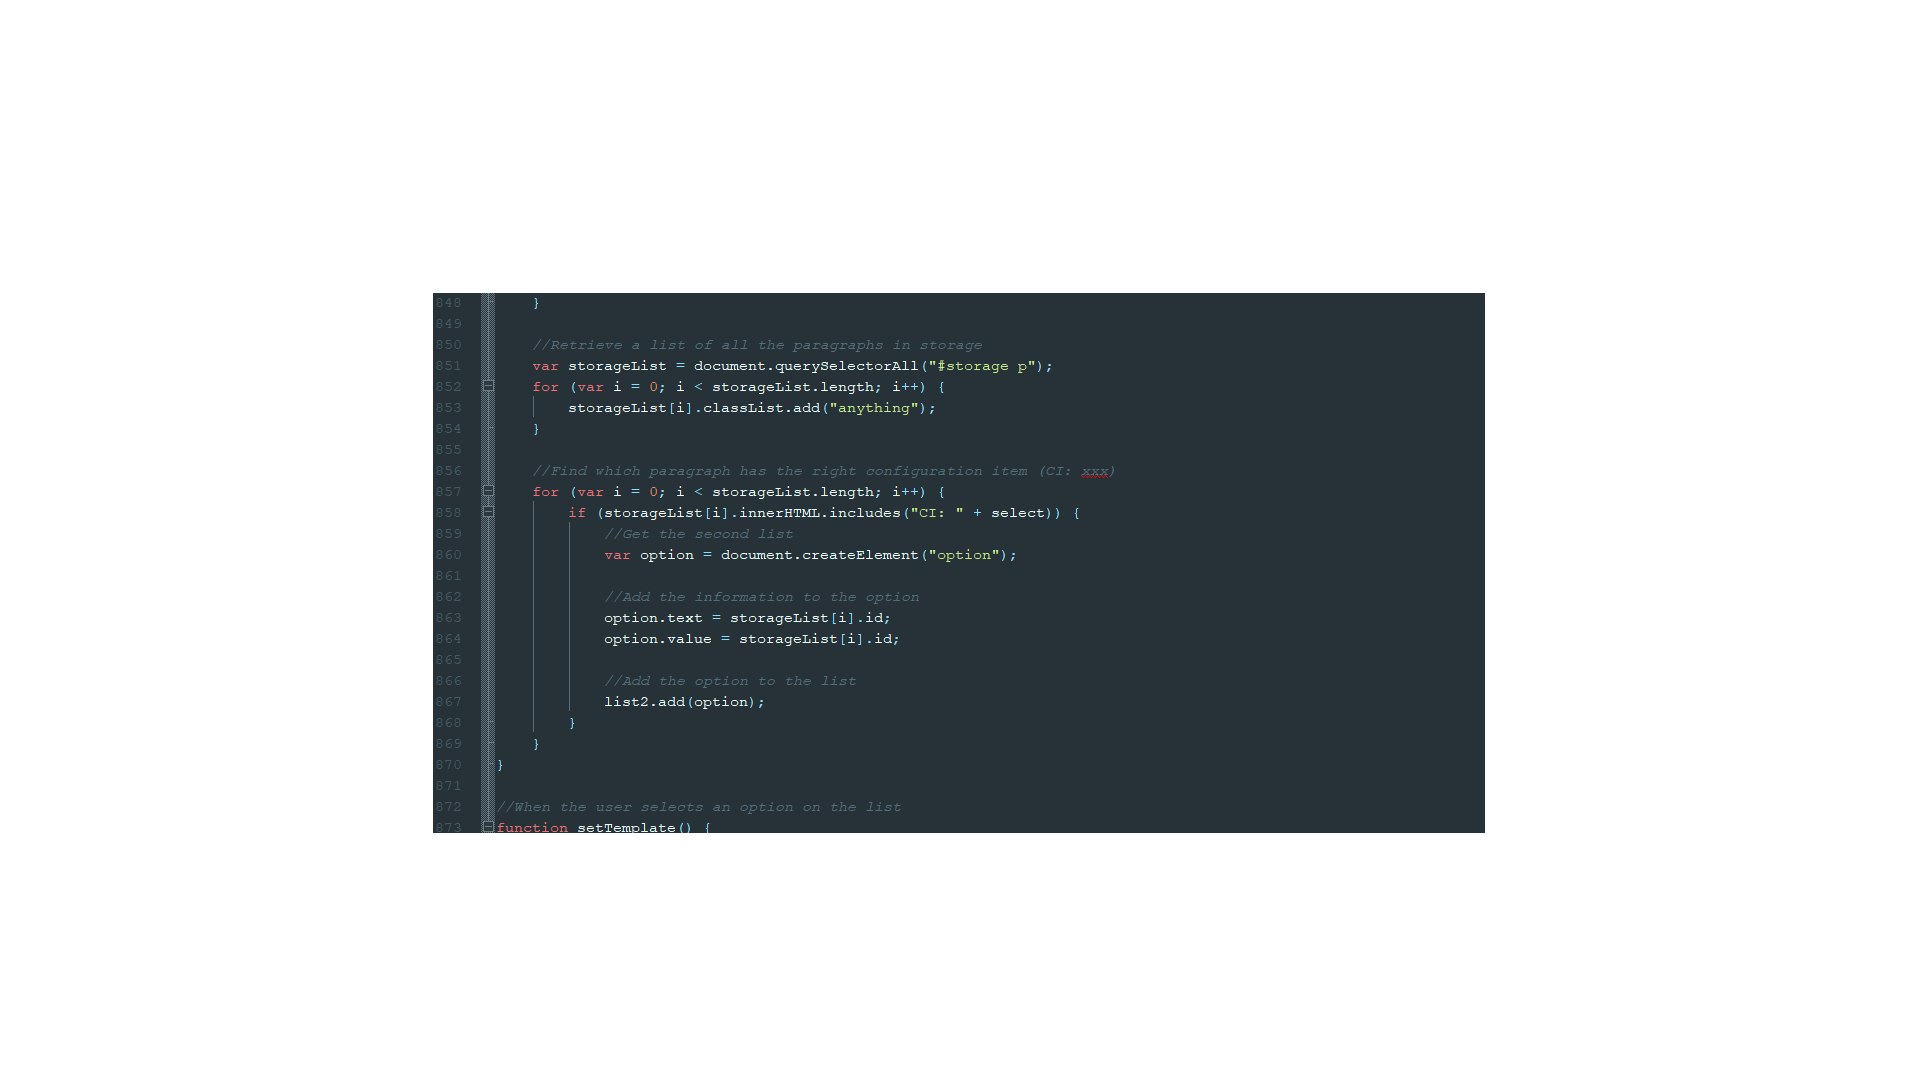 848 }
849
850 //Retrieve a list of all the paragraphs in storage
851 var storageList = document.querySelectorAll("#storage p");
852 for (var i = 0; i < storageList.length; i++) {
853 storageList[i].classList.add("anything");
854 }
855
856 //Find which paragraph has the right configuration item (CI: xxx)
857 for (var i = 0; i < storageList.length; i++) {
858 if (storageList[i].innerHTML.includes("CI: " + select)) {
859 //Get the second list
860 var option = document.createElement("option");
861
862 //Add the information to the option
863 option.text = storageList[i].id;
864 option.value = storageList[i].id;
865
866 //Add the option to the list
867 list2.add(option);
868 }
869 }
870 }
871
872 //When the user selects an option on the list
873 function setTemplate() {